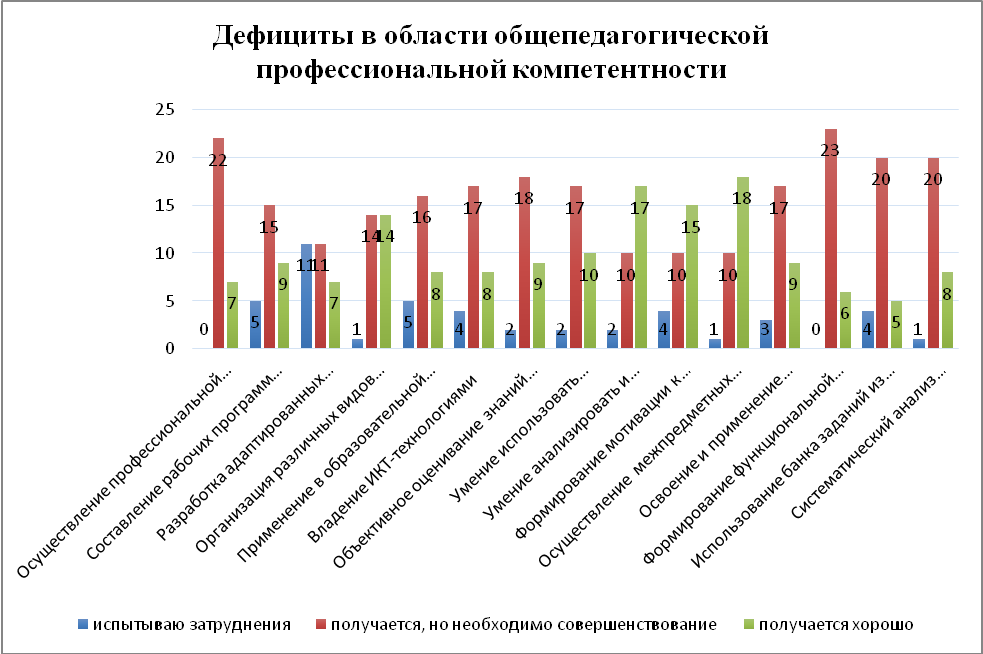 Дефициты в области общепедагогической
профессиональной компетентности
25
20
15
10
5
0
0 22 7
5 15 9
11 11 7
1 14 14
5 16 8
4 17 8
2 18 9
2 17 10
2 10 17
4 10 15
1 10 18
3 17 9
0 23 6
4 20 5
1 20 8
Осуществление профессиональной…
Составление рабочих программ…
Разработка адаптированных…
Организация различных видов…
Применение в образовательной…
Владение ИКТ-технологиями
Объективное оценивание знаний…
Умение использовать…
Умение анализировать и…
Формирование мотивации к…
Осуществление межпредметных…
Освоение и применение…
Формирование функциональной…
Использование банка заданий из…
Систематический анализ…
испытываю затруднения получается, но необходимо совершенствование получается хорошо